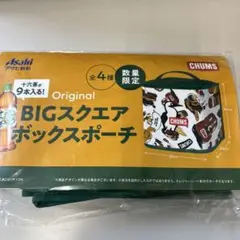 Asahi
アサヒ飲料
十六茶が
9本入る!
全4種
数量
限定
CHUMS
Original
BIGスクエア
ボックスポーチ